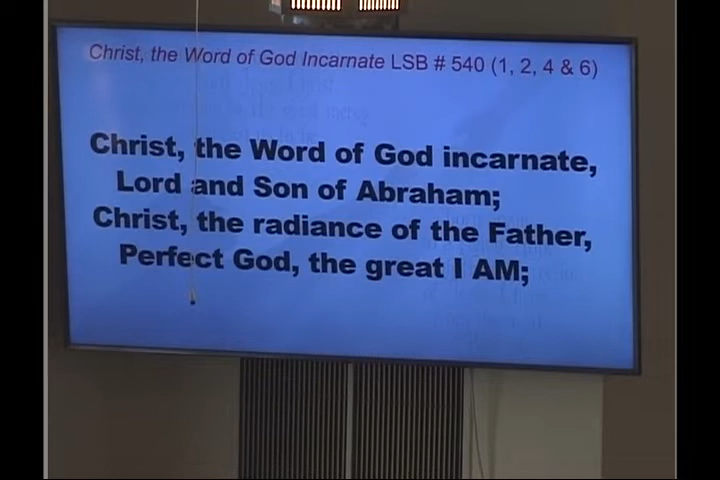 Christ, the Word of God Incarnate LSB # 540 (1, 2, 4 & 6)
Christ, the Word of God incarnate,
Lord and Son of Abraham;
Christ, the radiance of the Father,
Perfect God, the great I AM;